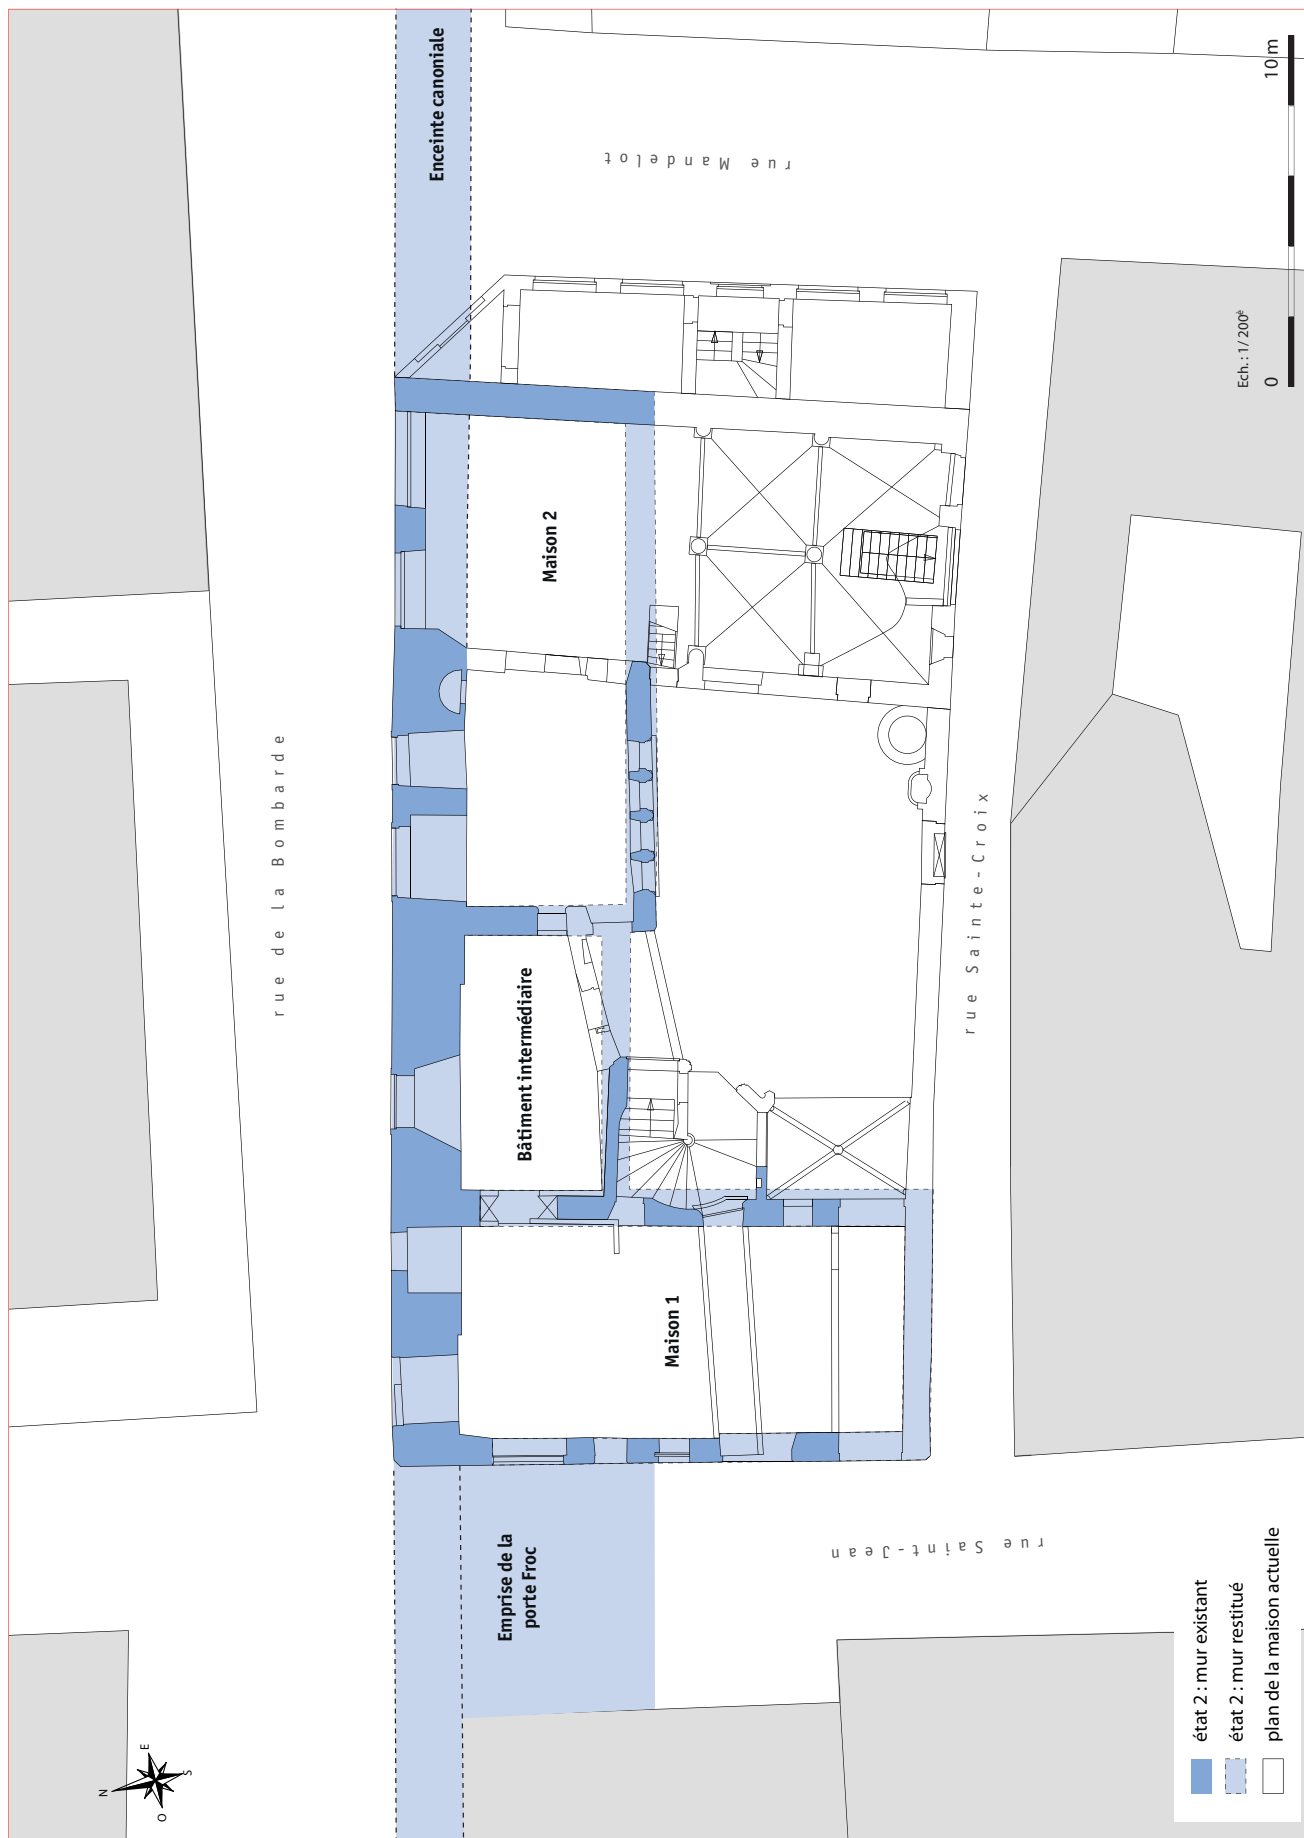 Enceinte canoniale
rue Mandelot
10 m
Ech. : 1/ 200è
0
Maison 2
rue de la Bombarde
rue Sainte-Croix
Bâtiment intermédiaire
Maison 1
Emprise de la
porte Froc
rue Saint-Jean
N
E
S
O
état 2 : mur existant
état 2 : mur restitué
plan de la maison actuelle